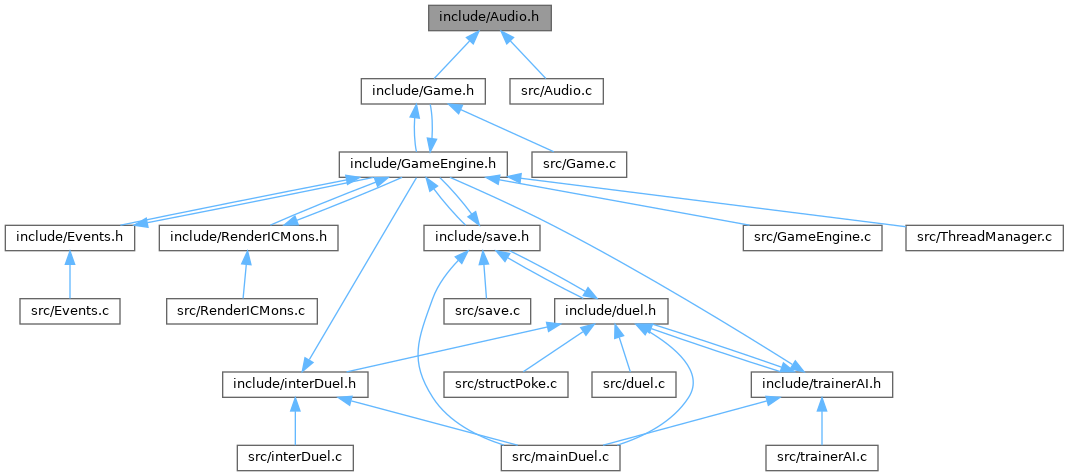 include/Audio.h
include/Game.h
src/Audio.c
include/GameEngine.h
src/Game.c
include/Events.h
include/RenderICMons.h
include/save.h
src/GameEngine.c
src/ThreadManager.c
src/Events.c
src/RenderICMons.c
src/save.c
include/duel.h
include/interDuel.h
src/structPoke.c
src/duel.c
include/trainerAI.h
src/interDuel.c
src/mainDuel.c
src/trainerAI.c